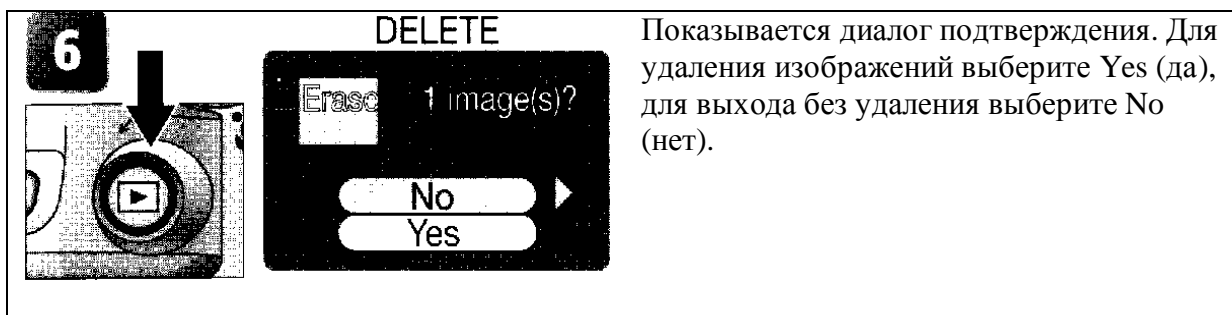 6
DELETE
Erase 1 image(s)?
No
Yes
Показывается диалог подтверждения. Для
удаления изображений выберите Yes (да),
для выхода без удаления выберите No
(нет).